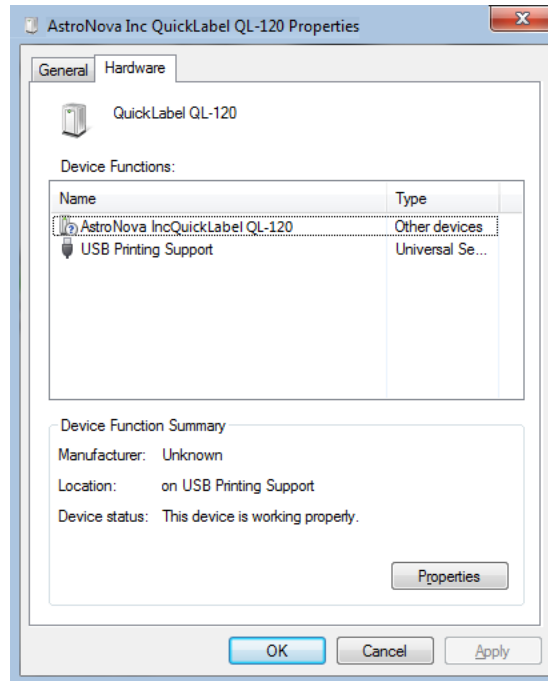 AstroNova Inc QuickLabel QL-120 Properties
General Hardware
QuickLabel QL-120
Device Functions:
Name Type
AstroNova IncQuickLabel QL-120 Other devices
USB Printing Support Universal Se...
Device Function Summary
Manufacturer: Unknown
Location: on USB Printing Support
Device status: This device is working properly.
Properties
OK Cancel Apply